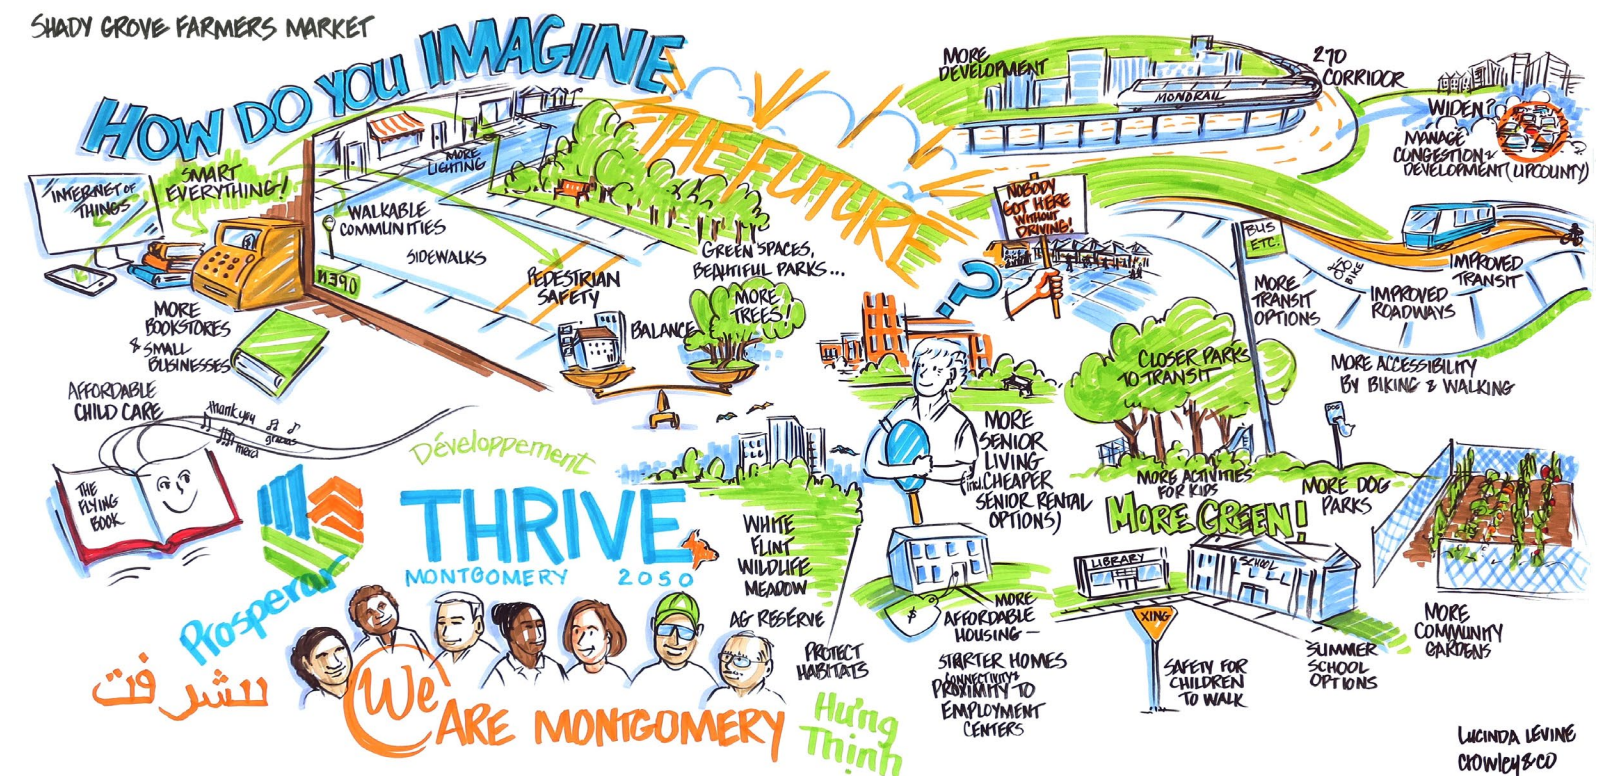 SHADY GROVE FARMERS MARKET
HOW DO YOU IMAGINE
THE FUTURE
INTERNET OF
THINGS
SMART
EVERYTHING!
MORE
LIGHTING
WALKABLE
COMMUNITIES
SIDEWALKS
OPEN
PEDESTRIAN
SAFETY
GREEN SPACES,
BEAUTIFUL PARKS...
MORE
TREES!
BALANCE
MORE
BOOKSTORES
& SMALL
BUSINESSES
AFFORDABLE
CHILD CARE
thank you
gracias
merci
THE
FLYING
BOOK
MORE
DEVELOPMENT
MONORAIL
270
CORRIDOR
WIDEN?
MANAGE
CONGESTION &
DEVELOPMENT (UPCOUNTY)
NOBODY
GOT HERE
WITHOUT
DRIVING!
?
BUS
ETC.
BIKE
MORE
TRANSIT
OPTIONS
IMPROVED
TRANSIT
IMPROVED
ROADWAYS
MORE ACCESSIBILITY
BY BIKING & WALKING
CLOSER PARKS
TO TRANSIT
MORE
SENIOR
LIVING
(incl. CHEAPER
SENIOR RENTAL
OPTIONS)
MORE ACTIVITIES
FOR KIDS
DOG
MORE DOG
PARKS
MORE GREEN!
LIBRARY
SCHOOL
XING
SAFETY FOR
CHILDREN
TO WALK
SUMMER
SCHOOL
OPTIONS
MORE
COMMUNITY
GARDENS
$
MORE
AFFORDABLE
HOUSING —
STARTER HOMES
CONNECTIVITY &
PROXIMITY TO
EMPLOYMENT
CENTERS
WHITE
FLINT
WILDLIFE
MEADOW
AG RESERVE
PROTECT
HABITATS
Développement
THRIVE
MONTGOMERY 2050
Prosperar
We
ARE MONTGOMERY
Hưng
Thịnh
LUCINDA LEVINE
Crowley & CO